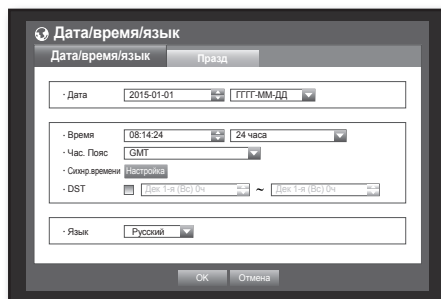 Дата/время/язык
Дата/время/язык Празд
· Дата 2015-01-01 ГГГГ-ММ-ДД
· Время 08:14:24 24 часа
· Час. Пояс GMT
· Сихнр.времени Настройка
· DST Дек 1-я (Вс) 0ч ~ Дек 1-я (Вс) 0ч
· Язык Русский
OK Отмена